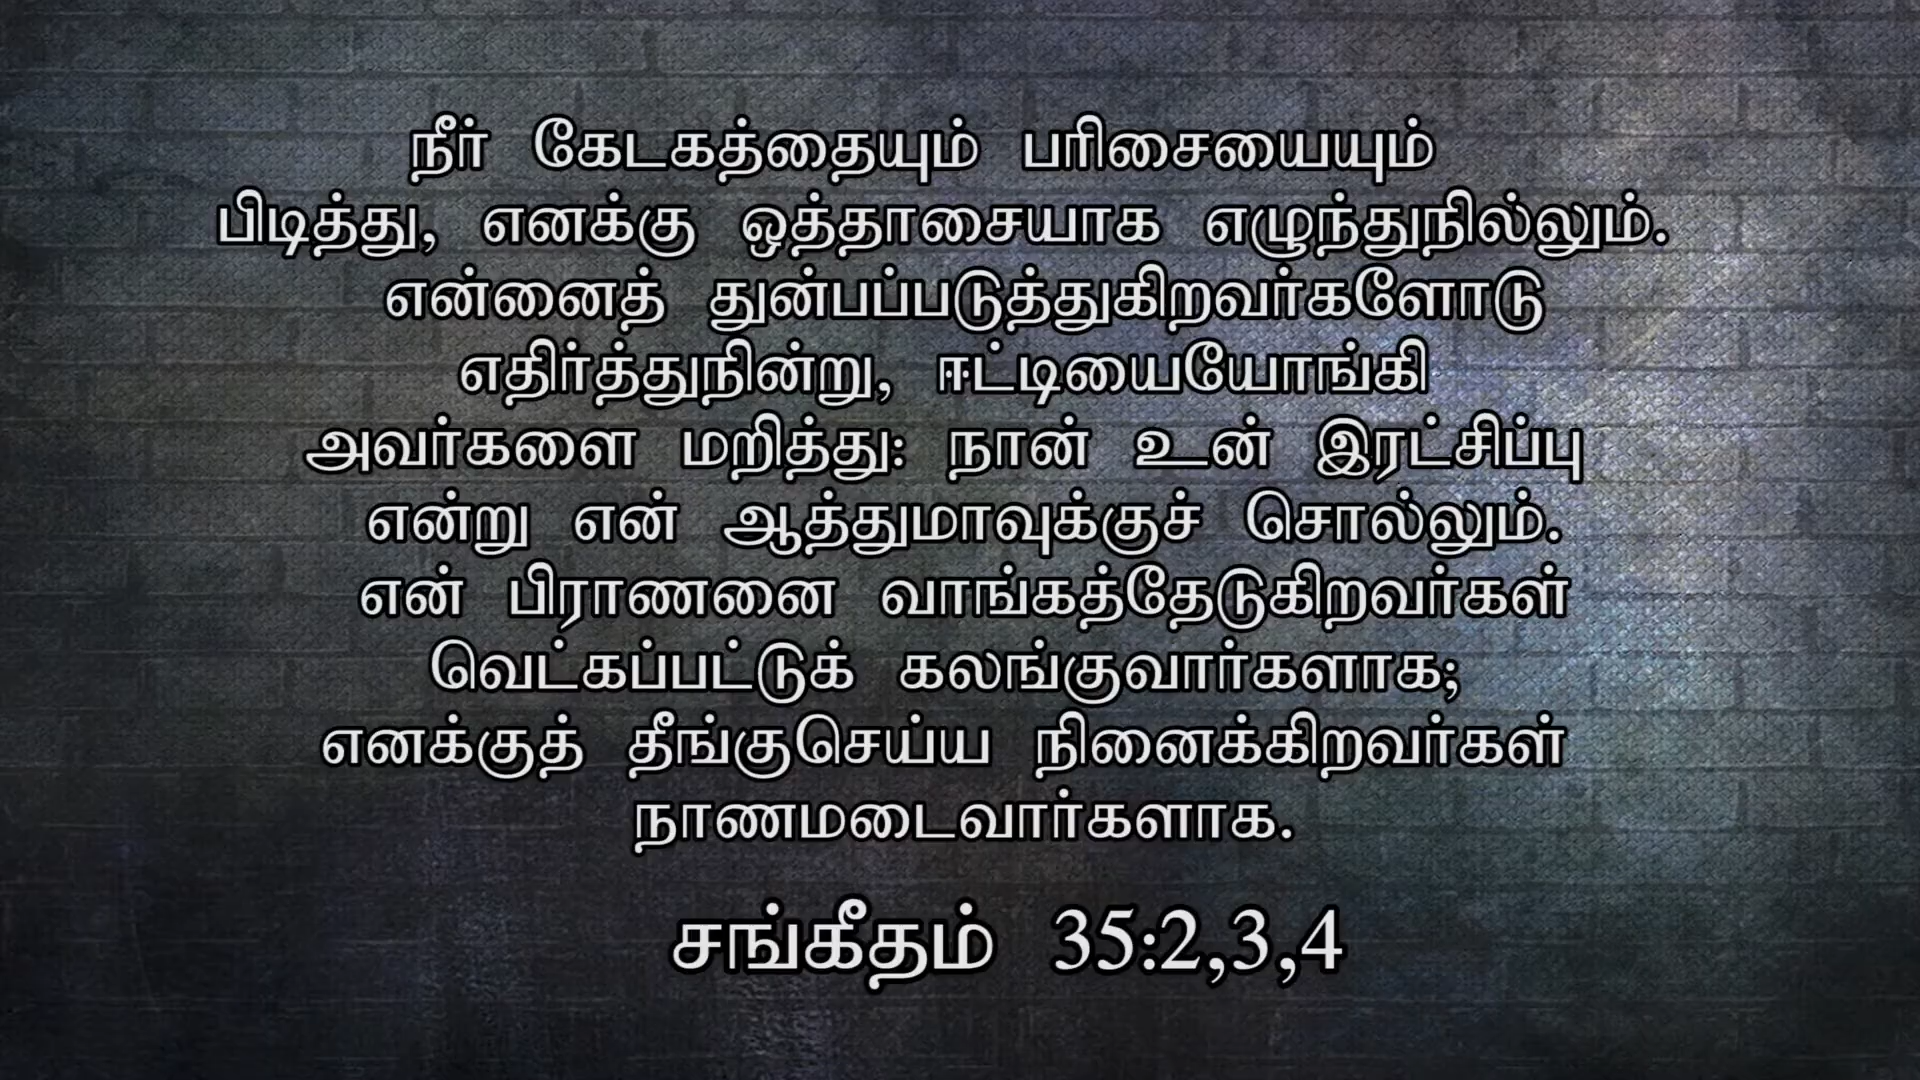 நீர் கேடகத்தையும் பரிசையையும்
பிடித்து, எனக்கு ஒத்தாசையாக எழுந்துநில்லும்.
என்னைத் துன்பப்படுத்துகிறவர்களோடு
எதிர்த்துநின்று, ஈட்டியையோங்கி
அவர்களை மறித்து: நான் உன் இரட்சிப்பு
என்று என் ஆத்துமாவுக்குச் சொல்லும்.
என் பிராணனை வாங்கத்தேடுகிறவர்கள்
வெட்கப்பட்டுக் கலங்குவார்களாக;
எனக்குத் தீங்குசெய்ய நினைக்கிறவர்கள்
நாணமடைவார்களாக.
சங்கீதம் 35:2,3,4